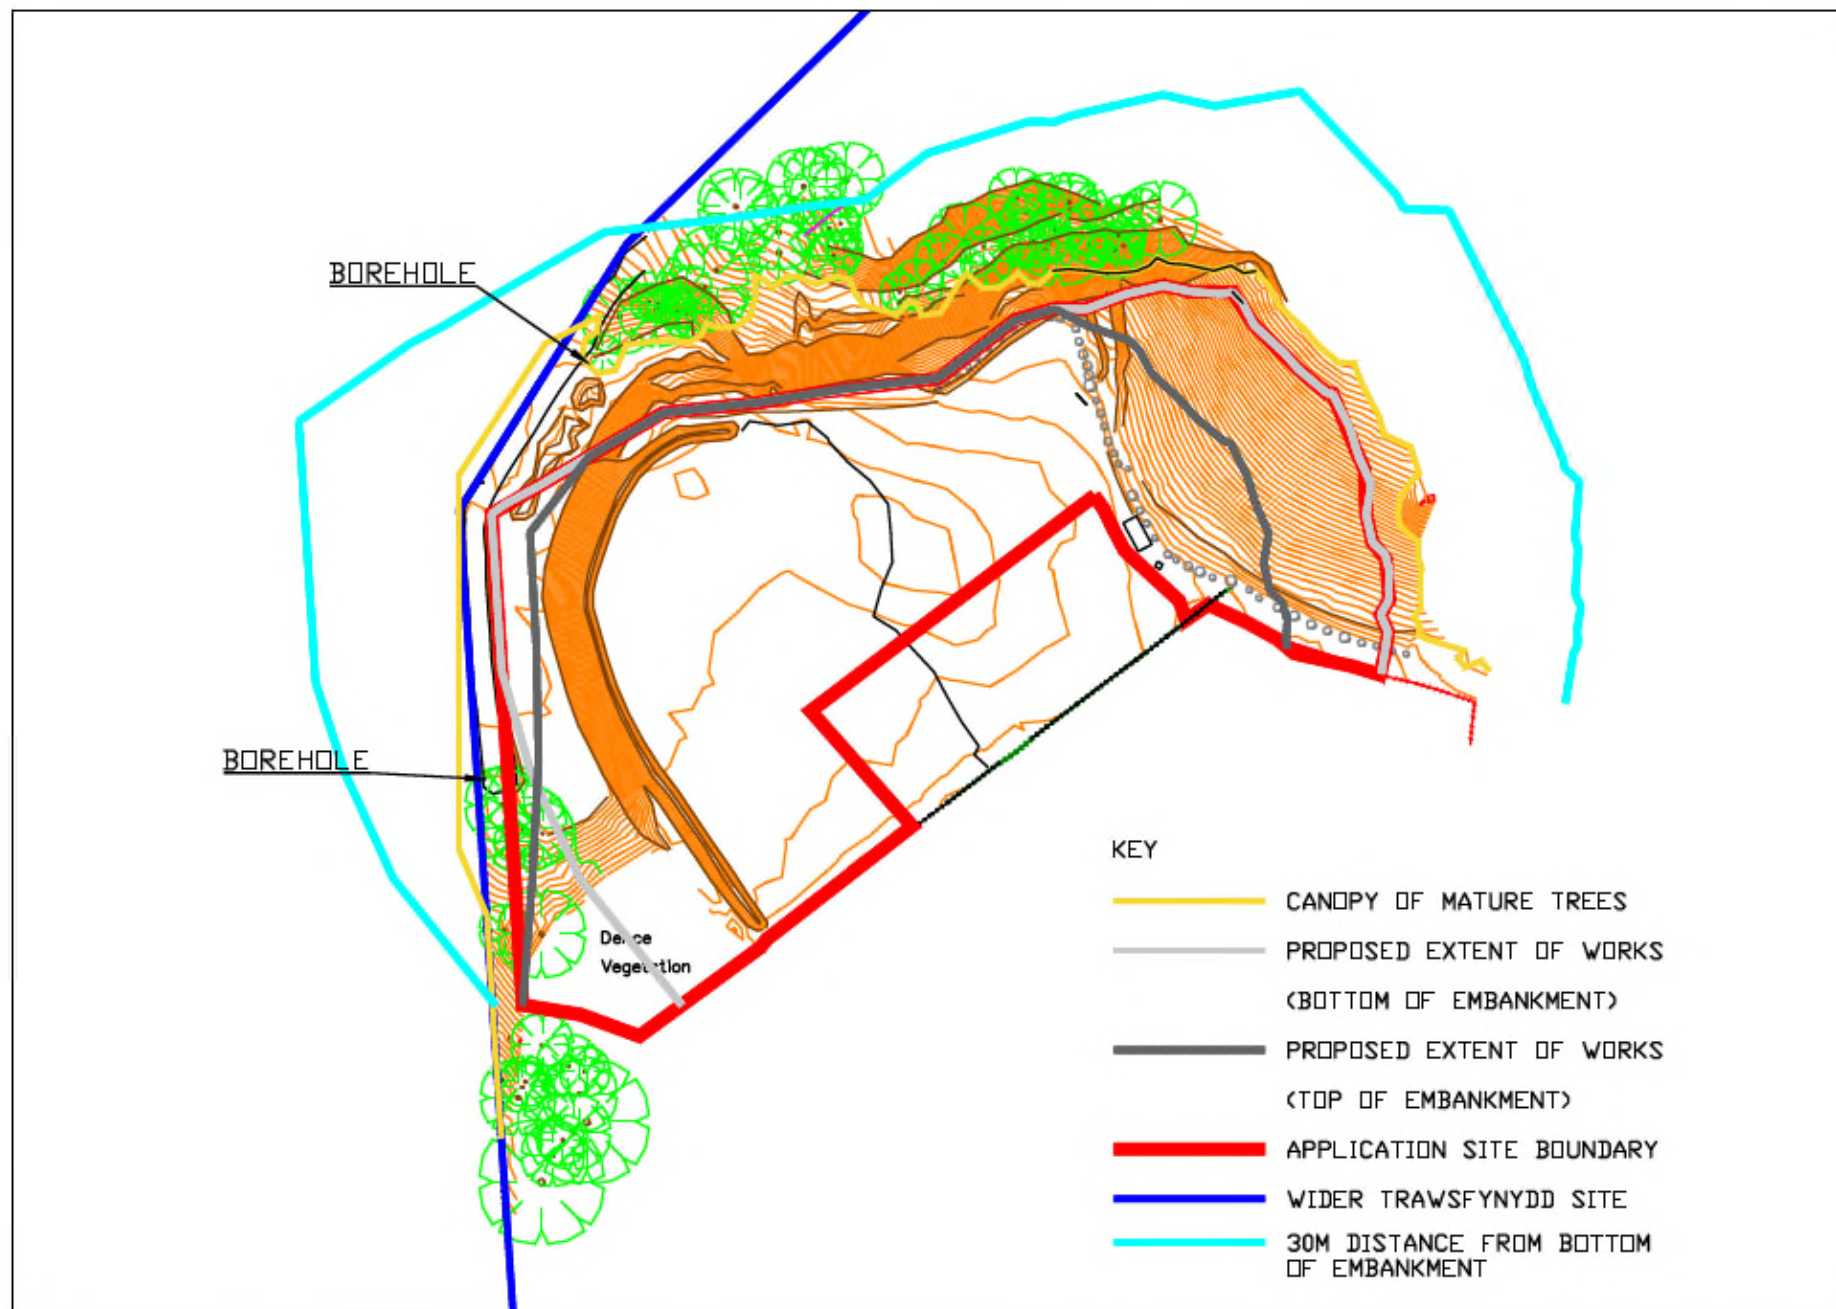 BOREHOLE
BOREHOLE
Dence
Vegetation
KEY
CANOPY OF MATURE TREES
PROPOSED EXTENT OF WORKS
(BOTTOM OF EMBANKMENT)
PROPOSED EXTENT OF WORKS
(TOP OF EMBANKMENT)
APPLICATION SITE BOUNDARY
WIDER TRAWSFYNYDD SITE
30M DISTANCE FROM BOTTOM
OF EMBANKMENT